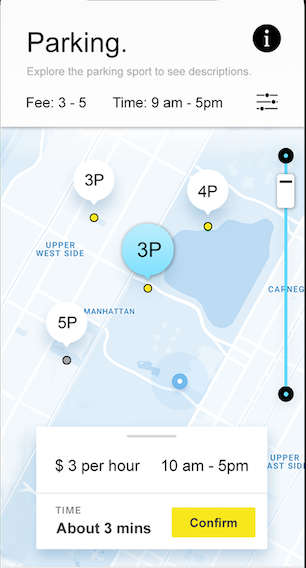 Parking.
i
Explore the parking sport to see descriptions.
Fee: 3 - 5 Time: 9 am - 5pm
3P
4P
3P
UPPER
WEST SIDE
CARNEG
MANHATTAN
5P
$ 3 per hour 10 am - 5pm
UPPER
EAST SIDE
TIME
About 3 mins
Confirm